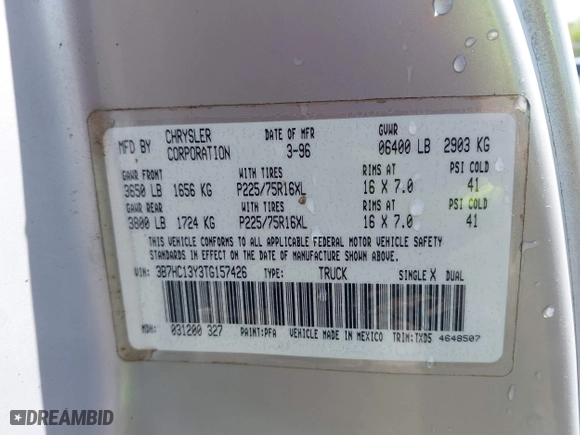 MFD BY CHRYSLER CORPORATION DATE OF MFR 3-96 GVWR 06400 LB 2903 KG
GAWR FRONT WITH TIRES RIMS AT PSI COLD
3650 LB 1656 KG P225/75R16XL 16 X 7.0 41
GAWR REAR WITH TIRES RIMS AT PSI COLD
3800 LB 1724 KG P225/75R16XL 16 X 7.0 41
THIS VEHICLE CONFORMS TO ALL APPLICABLE FEDERAL MOTOR VEHICLE SAFETY
STANDARDS IN EFFECT ON THE DATE OF MANUFACTURE SHOWN ABOVE.
VIN: 3B7HC13Y3TG157426 TYPE: TRUCK SINGLE X DUAL
MDH: 031200 327 PAINT:PFA VEHICLE MADE IN MEXICO TRIM:TXD5 4648507
DREAMBID